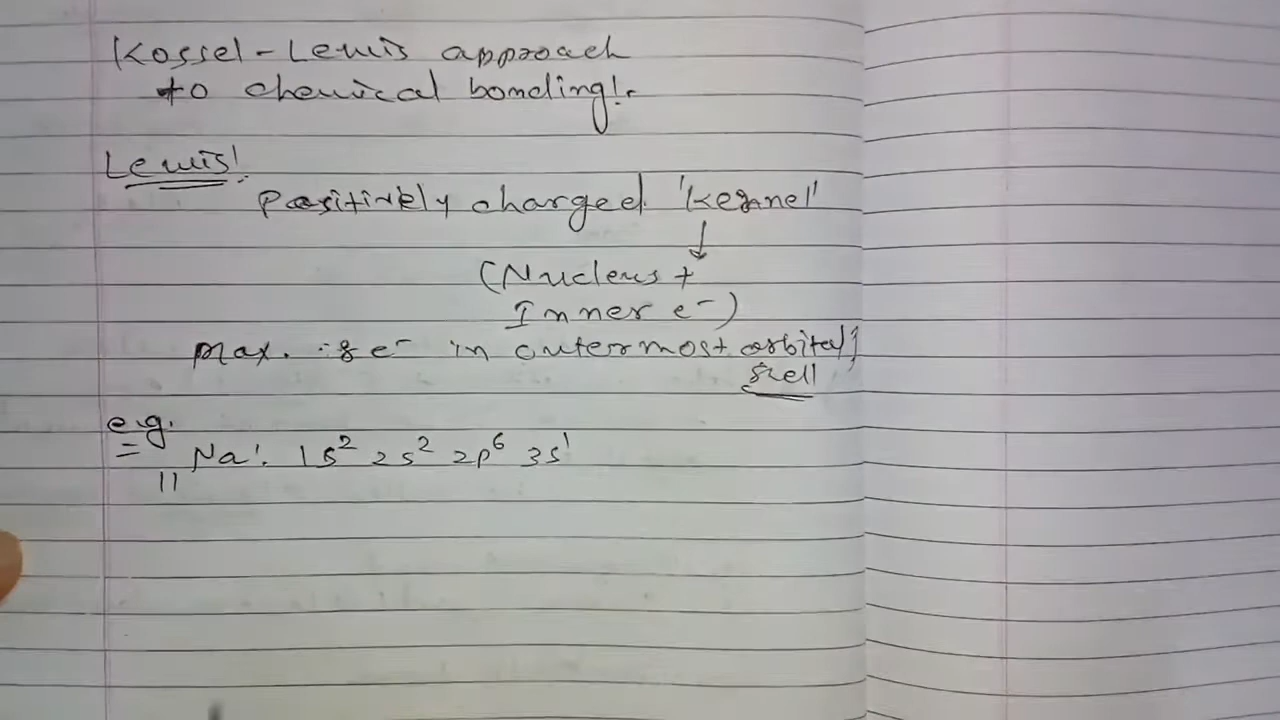 Kossel-Lewis approach
to chemical bonding:-
Lewis:
Positively charged 'Kernel'
↓
(Nucleus +
Inner e⁻)
max. 8 e⁻ in outermost orbital/
shell
e.g.
₁₁Na: 1s² 2s² 2p⁶ 3s¹